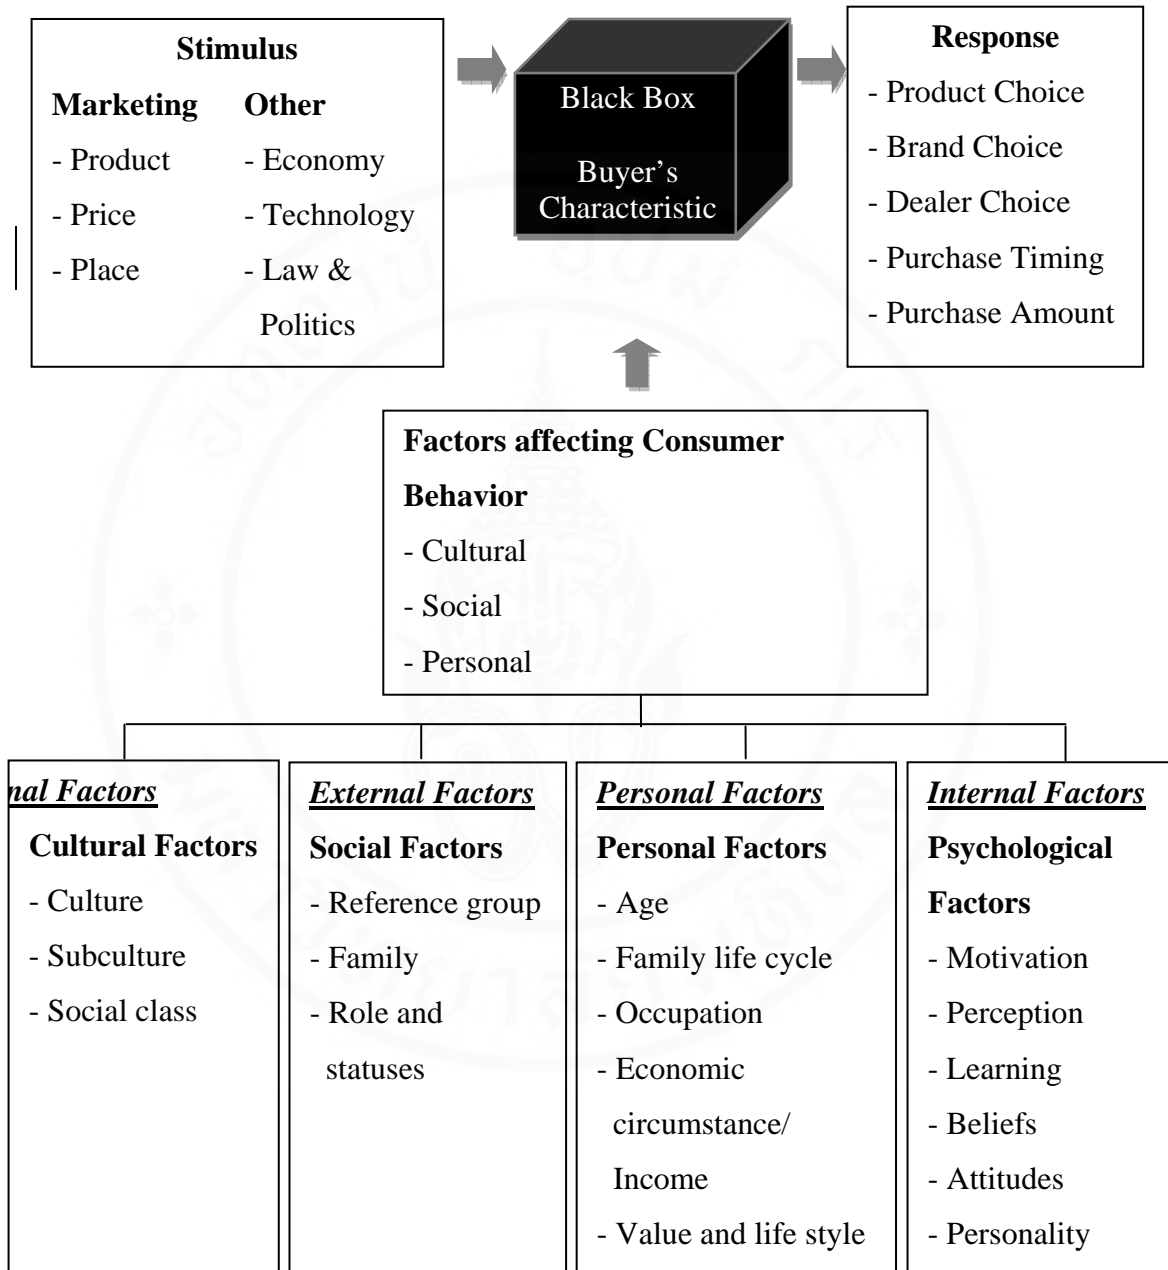 Stimulus
Marketing Other
- Product - Economy
- Price - Technology
- Place - Law &
Politics
Black Box
Buyer’s
Characteristic
Response
- Product Choice
- Brand Choice
- Dealer Choice
- Purchase Timing
- Purchase Amount
Factors affecting Consumer
Behavior
- Cultural
- Social
- Personal
nal Factors
Cultural Factors
- Culture
- Subculture
- Social class
External Factors
Social Factors
- Reference group
- Family
- Role and
statuses
Personal Factors
Personal Factors
- Age
- Family life cycle
- Occupation
- Economic
circumstance/
Income
- Value and life style
Internal Factors
Psychological
Factors
- Motivation
- Perception
- Learning
- Beliefs
- Attitudes
- Personality